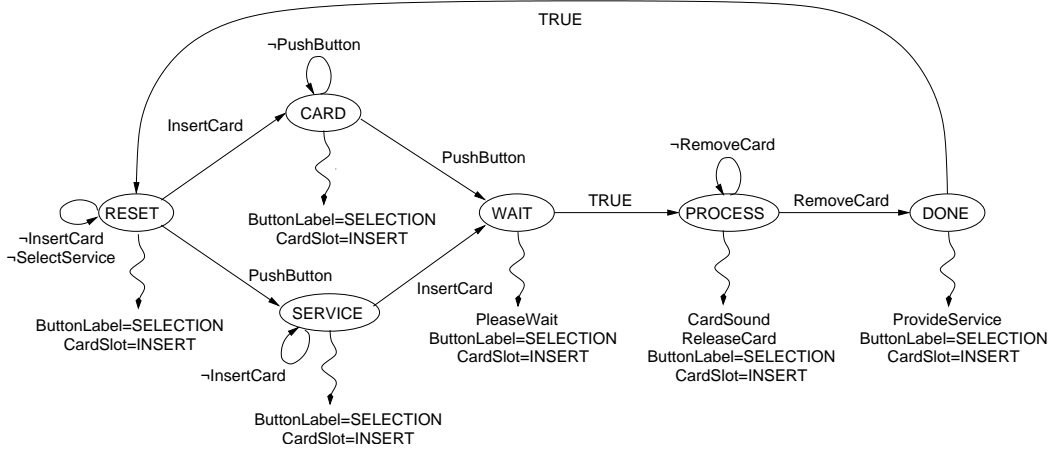 TRUE
¬PushButton
CARD
InsertCard
PushButton
ButtonLabel=SELECTION
CardSlot=INSERT
¬RemoveCard
RESET
WAIT
TRUE
PROCESS
RemoveCard
DONE
¬InsertCard
¬SelectService
PushButton
InsertCard
SERVICE
ButtonLabel=SELECTION
CardSlot=INSERT
¬InsertCard
ButtonLabel=SELECTION
CardSlot=INSERT
PleaseWait
ButtonLabel=SELECTION
CardSlot=INSERT
CardSound
ReleaseCard
ButtonLabel=SELECTION
CardSlot=INSERT
ProvideService
ButtonLabel=SELECTION
CardSlot=INSERT